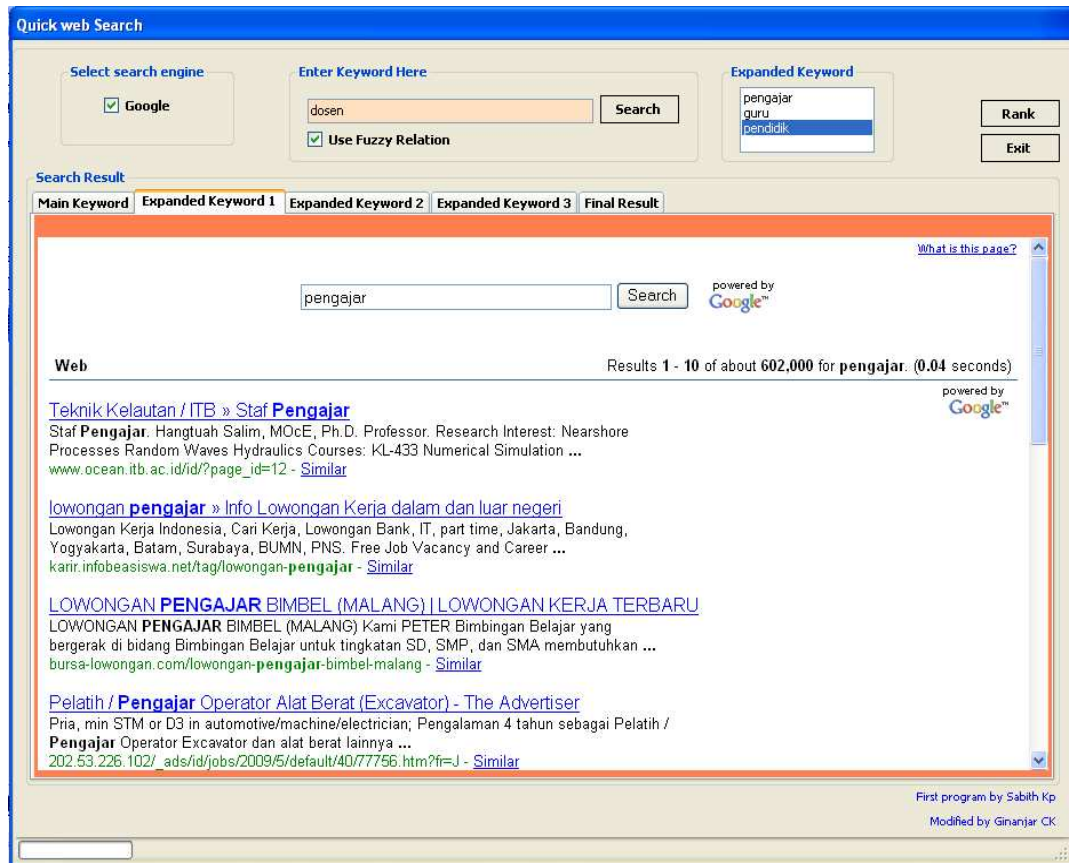 Quick web Search
Select search engine
Google
Enter Keyword Here
dosen
Search
Use Fuzzy Relation
Expanded Keyword
pengajar
guru
pendidik
Rank
Exit
Search Result
Main Keyword Expanded Keyword 1 Expanded Keyword 2 Expanded Keyword 3 Final Result
What is this page?
pengajar Search powered by Google™
Web Results 1 - 10 of about 602,000 for pengajar. (0.04 seconds)
powered by
Google™
Teknik Kelautan / ITB » Staf Pengajar
Staf Pengajar. Hangtuah Salim, MOcE, Ph.D. Professor. Research Interest: Nearshore
Processes Random Waves Hydraulics Courses: KL-433 Numerical Simulation ...
www.ocean.itb.ac.id/id/?page_id=12 - Similar
lowongan pengajar » Info Lowongan Kerja dalam dan luar negeri
Lowongan Kerja Indonesia, Cari Kerja, Lowongan Bank, IT, part time, Jakarta, Bandung,
Yogyakarta, Batam, Surabaya, BUMN, PNS. Free Job Vacancy and Career ...
karir.infobeasiswa.net/tag/lowongan-pengajar - Similar
LOWONGAN PENGAJAR BIMBEL (MALANG) | LOWONGAN KERJA TERBARU
LOWONGAN PENGAJAR BIMBEL (MALANG) Kami PETER Bimbingan Belajar yang
bergerak di bidang Bimbingan Belajar untuk tingkatan SD, SMP, dan SMA membutuhkan ...
bursa-lowongan.com/lowongan-pengajar-bimbel-malang - Similar
Pelatih / Pengajar Operator Alat Berat (Excavator) - The Advertiser
Pria, min STM or D3 in automotive/machine/electrician; Pengalaman 4 tahun sebagai Pelatih /
Pengajar Operator Excavator dan alat berat lainnya ...
202.53.226.102/_ads/id/jobs/2009/5/default/40/77756.htm?fr=J - Similar
First program by Sabith Kp
Modified by Ginanjar CK